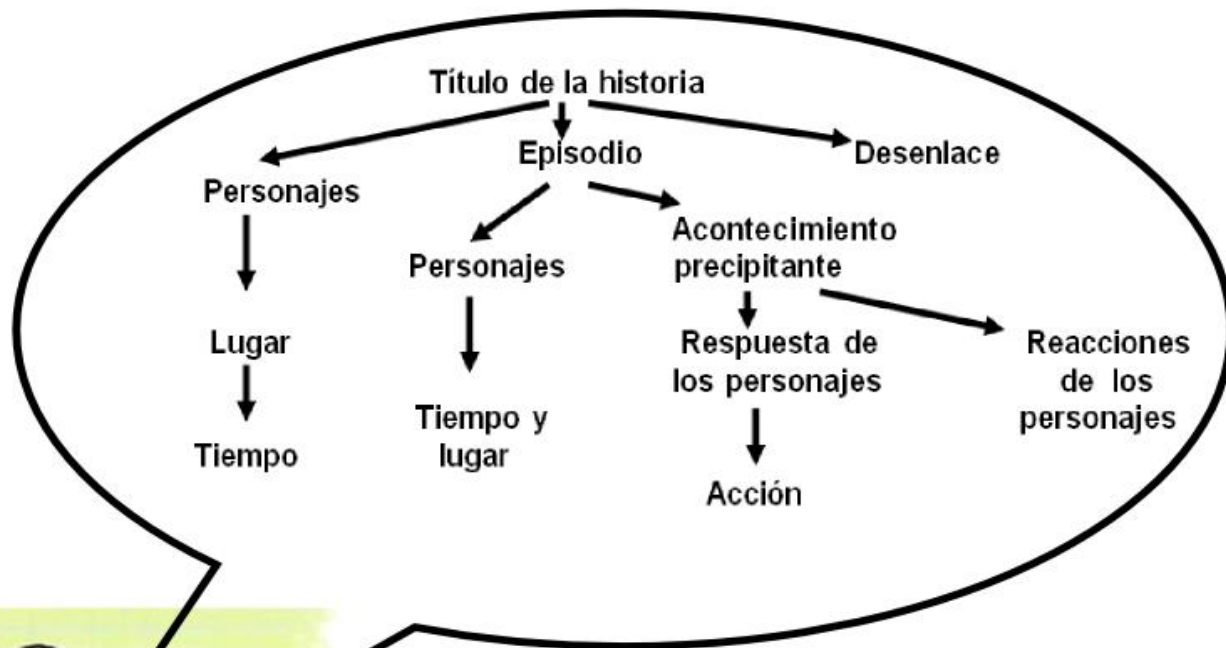 Título de la historia
Episodio
Desenlace
Personajes
Personajes
Acontecimiento
precipitante
Lugar
Respuesta de
los personajes
Reacciones
de los
personajes
Tiempo y
lugar
Tiempo
Acción